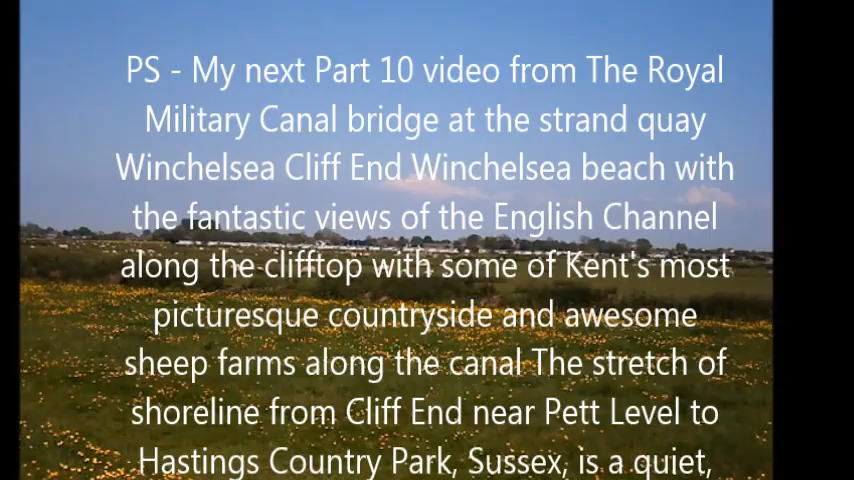 PS - My next Part 10 video from The Royal
Military Canal bridge at the strand quay
Winchelsea Cliff End Winchelsea beach with
the fantastic views of the English Channel
along the clifftop with some of Kent's most
picturesque countryside and awesome
sheep farms along the canal The stretch of
shoreline from Cliff End near Pett Level to
Hastings Country Park, Sussex, is a quiet,